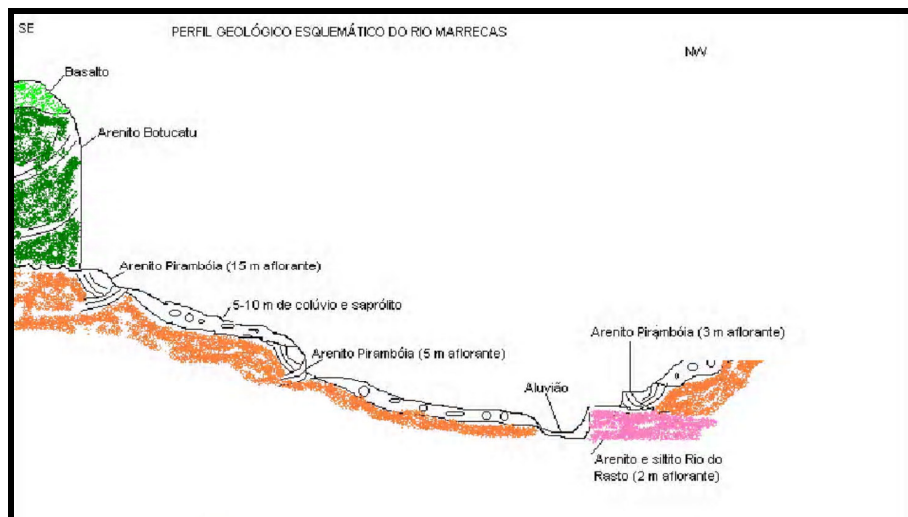 SE
PERFIL GEOLÓGICO ESQUEMÁTICO DO RIO MARRECAS
NW
Basalto
Arenito Botucatu
Arenito Pirambóia (15 m aflorante)
5-10 m de colúvio e saprólito
Arenito Pirambóia (3 m aflorante)
Arenito Pirambóia (5 m aflorante)
Aluvião
Arenito e siltito Rio do
Rasto (2 m aflorante)